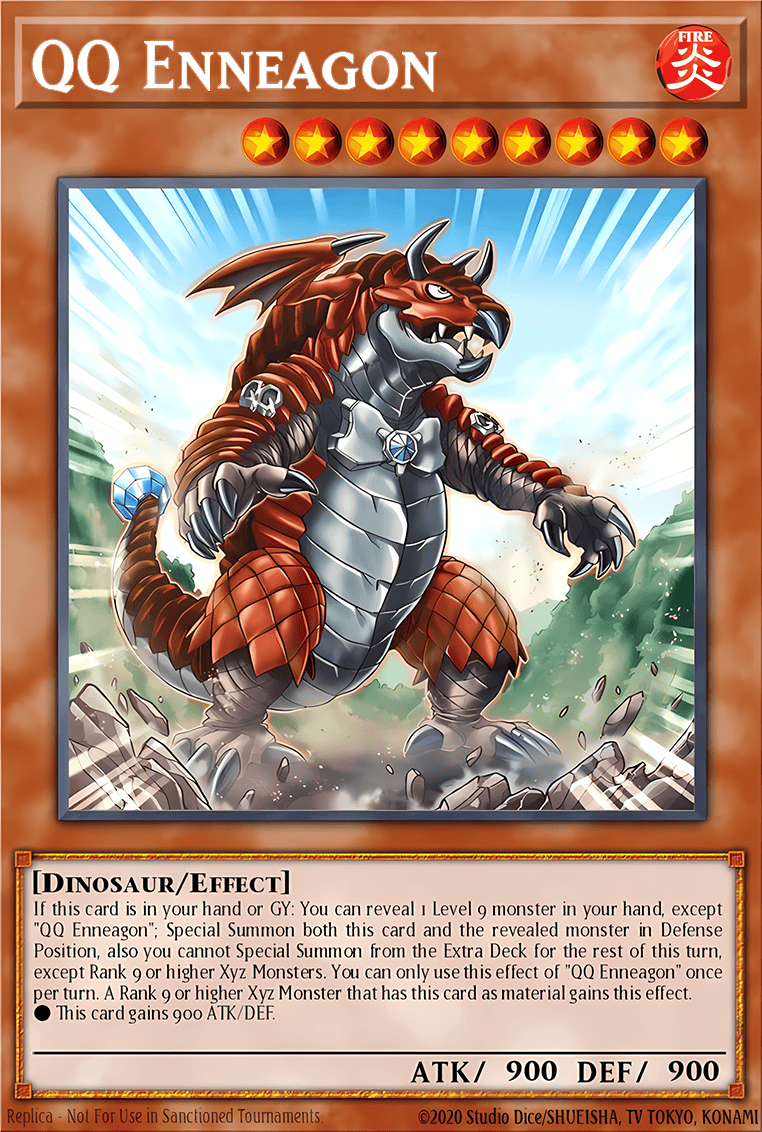 QQ Enneagon
FIRE
炎
QQ
[Dinosaur/Effect]
If this card is in your hand or GY: You can reveal 1 Level 9 monster in your hand, except
"QQ Enneagon"; Special Summon both this card and the revealed monster in Defense
Position, also you cannot Special Summon from the Extra Deck for the rest of this turn,
except Rank 9 or higher Xyz Monsters. You can only use this effect of "QQ Enneagon" once
per turn. A Rank 9 or higher Xyz Monster that has this card as material gains this effect.
● This card gains 900 ATK/DEF.
ATK/ 900 DEF/ 900
Replica - Not For Use in Sanctioned Tournaments.
©2020 Studio Dice/SHUEISHA, TV TOKYO, KONAMI